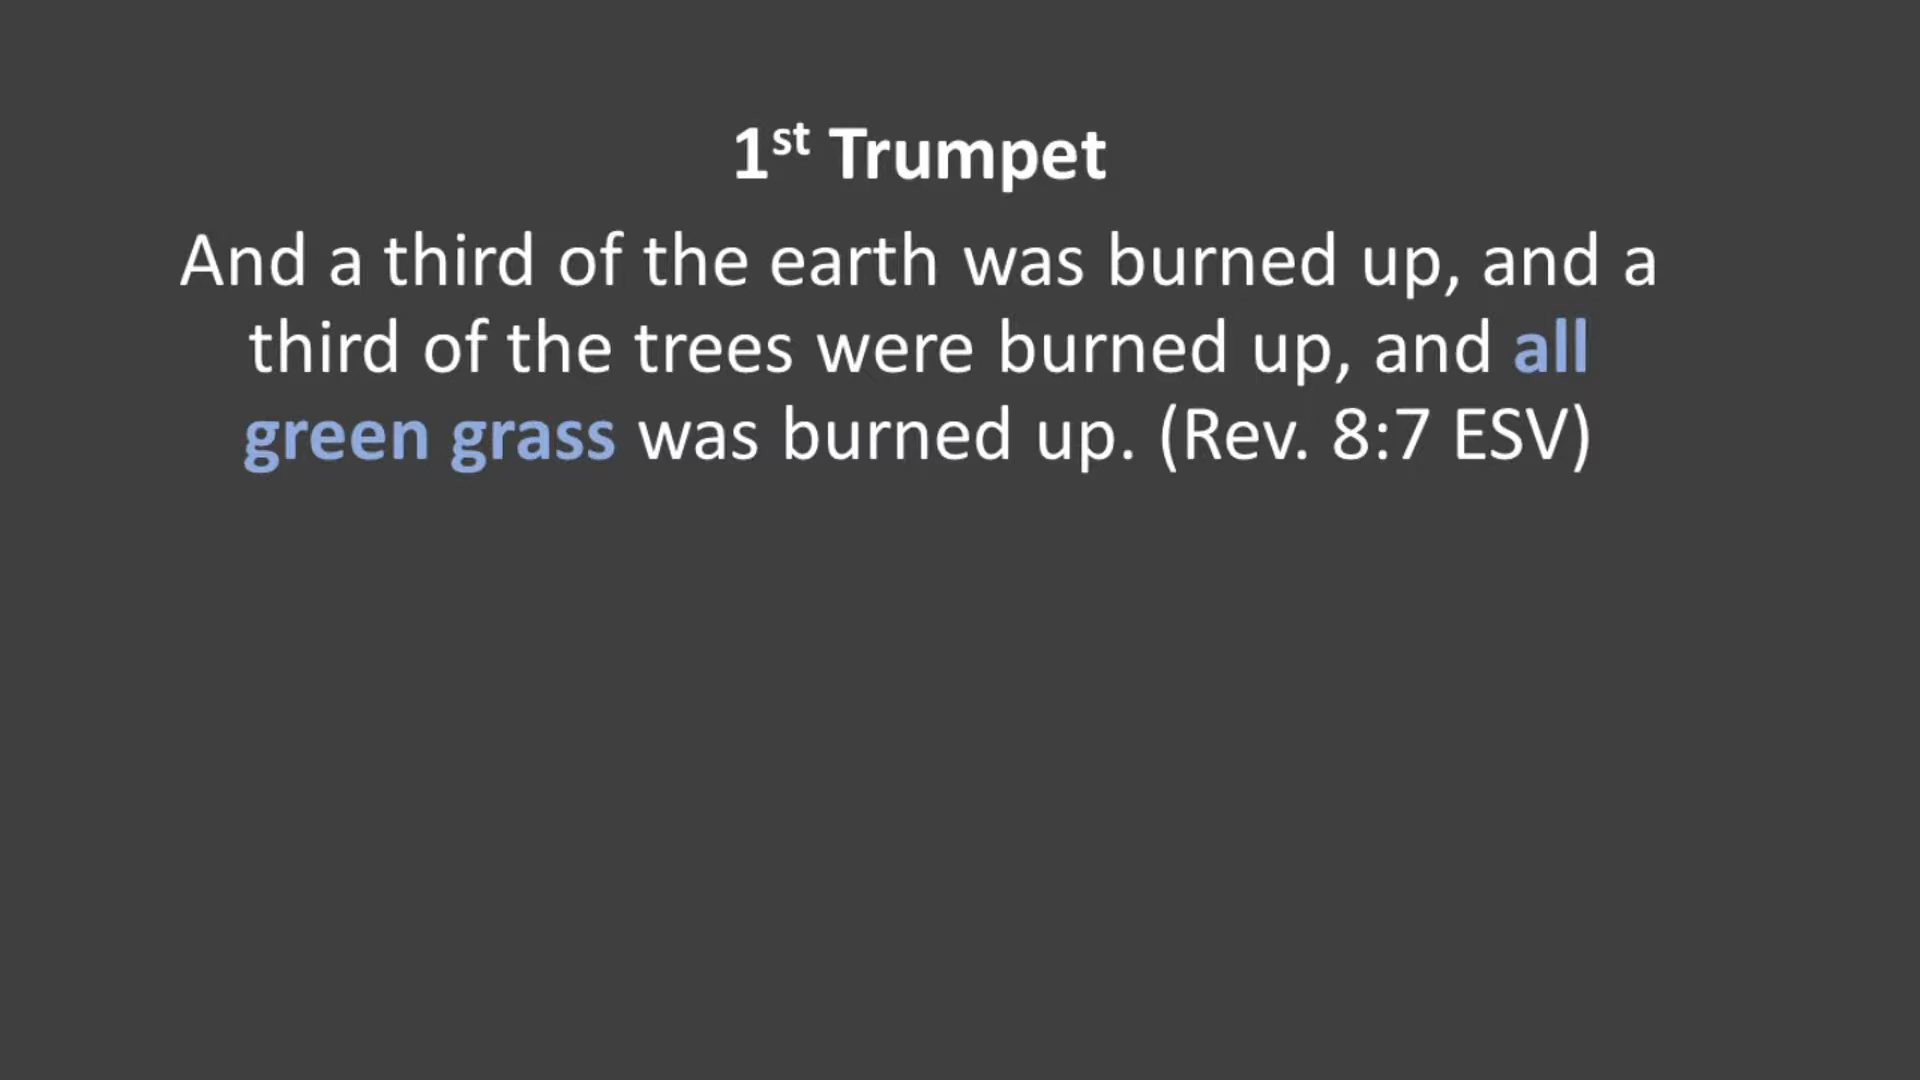 1st Trumpet
And a third of the earth was burned up, and a
third of the trees were burned up, and all
green grass was burned up. (Rev. 8:7 ESV)